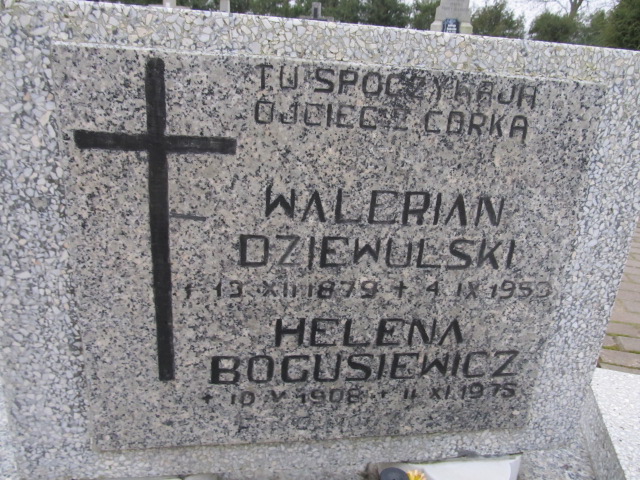 TU SPOCZYWAJĄ
OJCIEC Z CÓRKĄ
WALERIAN
DZIEWULSKI
13 XII 1879 + 4 IX 1953
HELENA
BOGUSIEWICZ
+ 10 V 1908 + 11 XI 1975